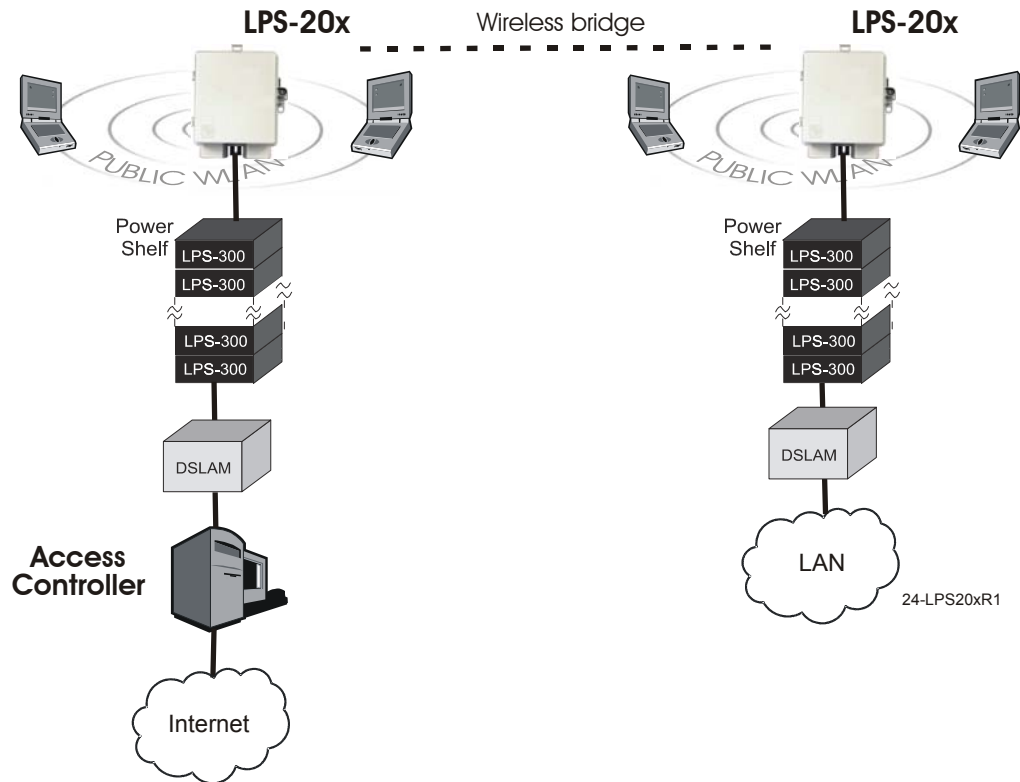 LPS-20x
Wireless bridge
LPS-20x
PUBLIC WLAN
PUBLIC WLAN
Power
Shelf
LPS-300
LPS-300
LPS-300
LPS-300
Power
Shelf
LPS-300
LPS-300
LPS-300
LPS-300
DSLAM
DSLAM
Access
Controller
LAN
24-LPS20xR1
Internet